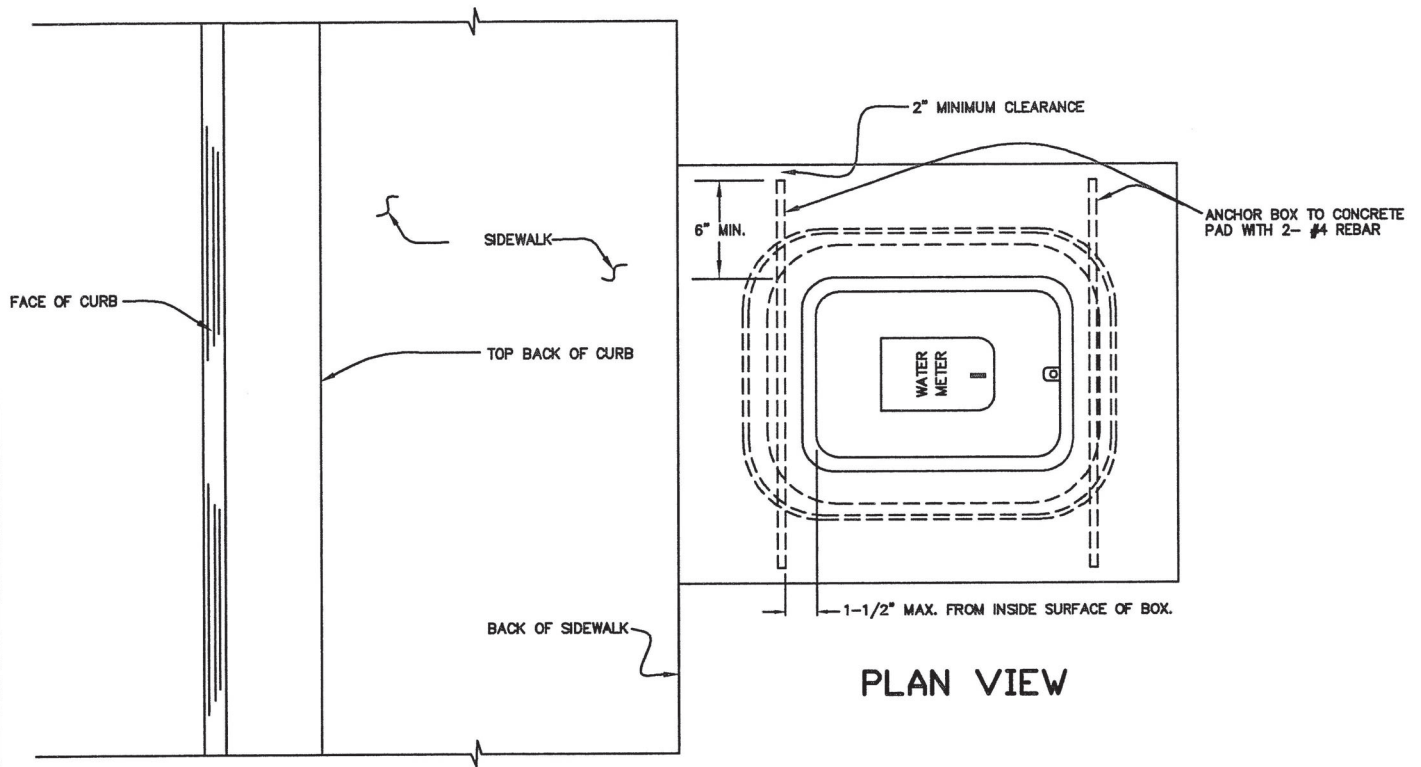 2" MINIMUM CLEARANCE
6" MIN.
ANCHOR BOX TO CONCRETE
PAD WITH 2- #4 REBAR
SIDEWALK
FACE OF CURB
TOP BACK OF CURB
WATER
METER
1-1/2" MAX. FROM INSIDE SURFACE OF BOX.
BACK OF SIDEWALK
PLAN VIEW